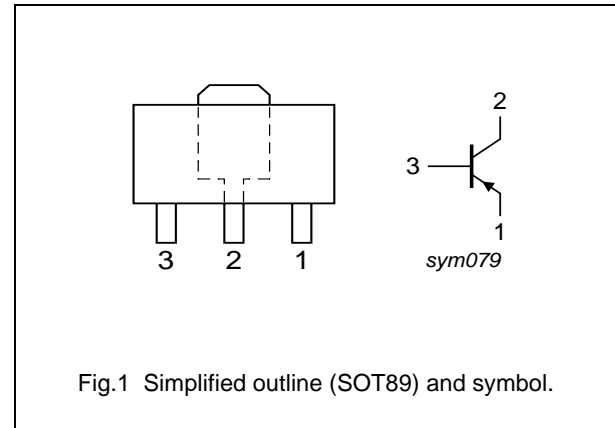 3 2 1
2
3
1
sym079
Fig.1 Simplified outline (SOT89) and symbol.